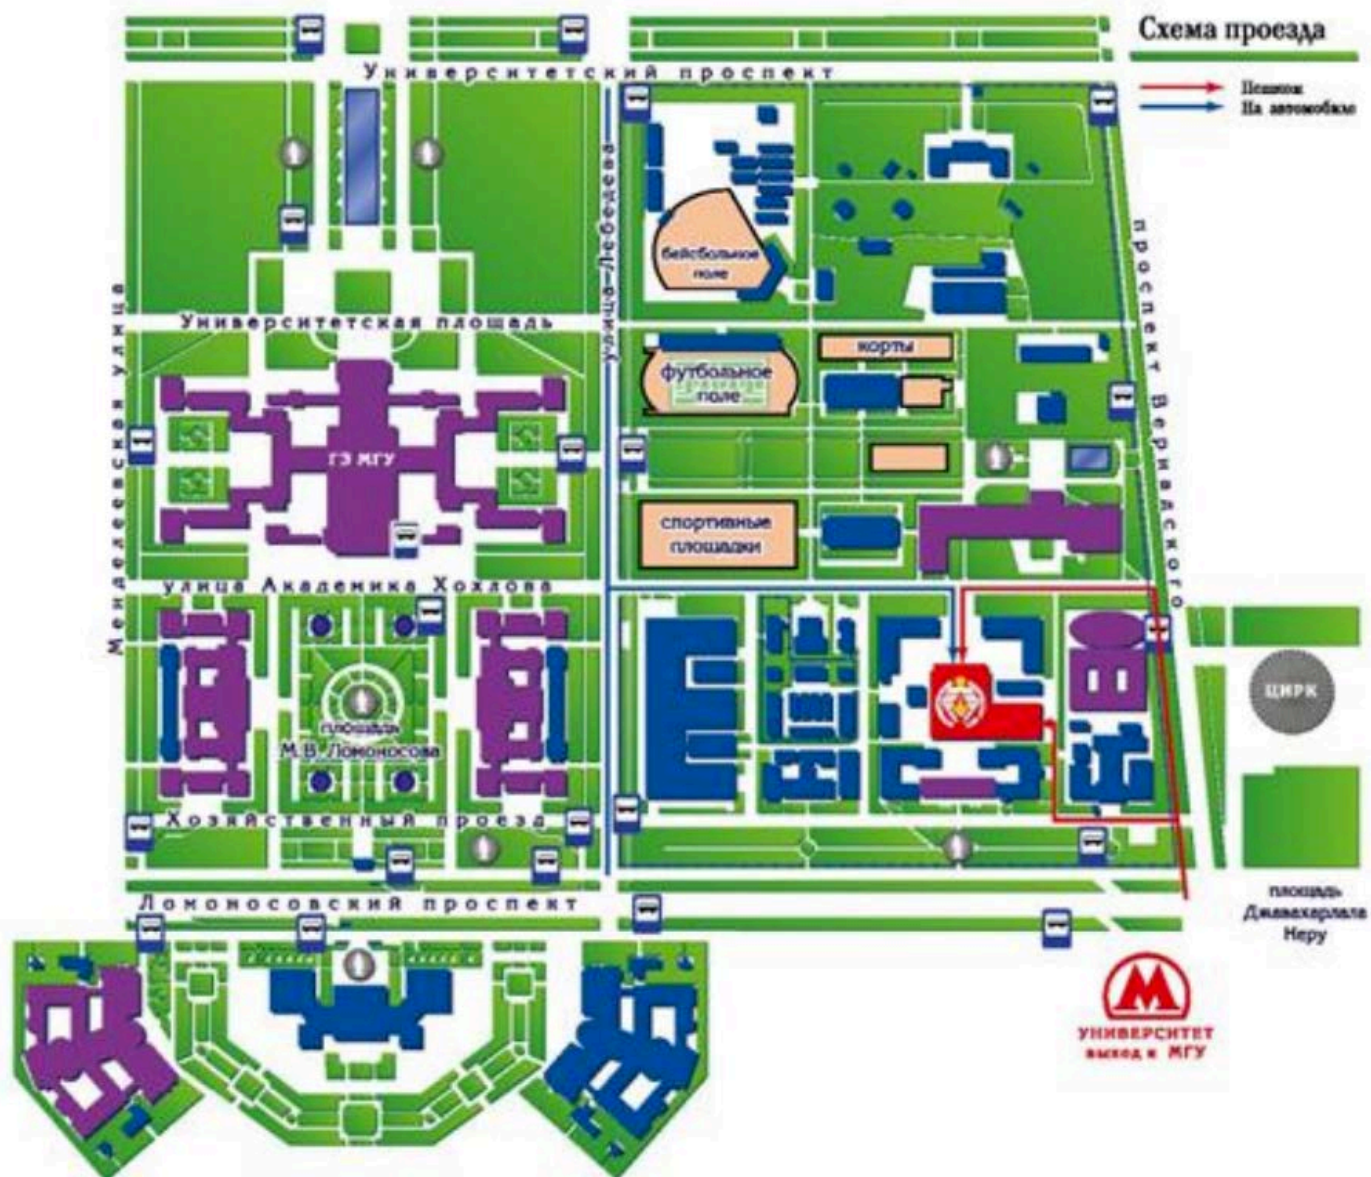 Схема проезда
Пешком
На автомобиле
Университетский проспект
улица Лебедева
проспект Вернадского
Менделеевская улица
бейсбольное
поле
Университетская площадь
корты
футбольное
поле
ГЗ МГУ
спортивные
площадки
улица Академика Хохлова
ЦИРК
площадь
М.В. Ломоносова
Хозяйственный проезд
Ломоносовский проспект
площадь
Джавахарлала
Неру
М
УНИВЕРСИТЕТ
выход к МГУ